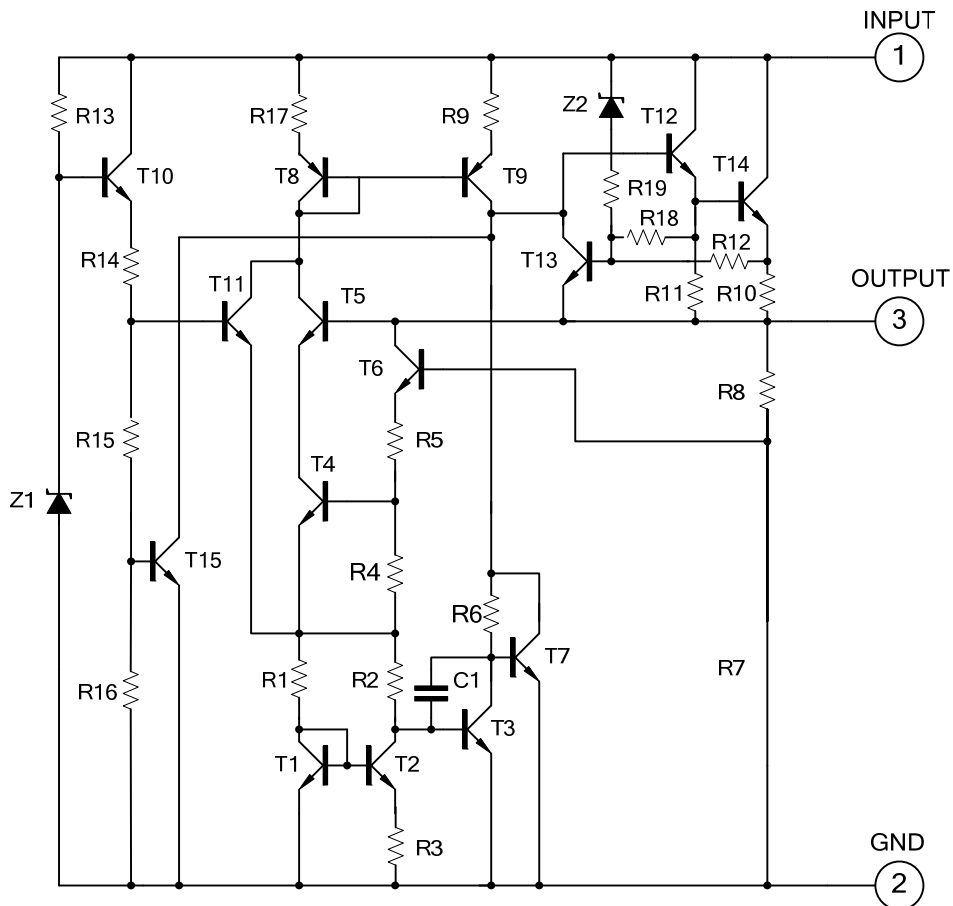 INPUT
1
R13
R17
R9
Z2
T12
T10
T8
T9
T14
R19
R18
R14
T13
R12
T11
T5
R11
R10
OUTPUT
3
T6
R8
R15
R5
T4
Z1
T15
R4
R6
T7
R16
R1
R2
C1
R7
T3
T1
T2
R3
GND
2